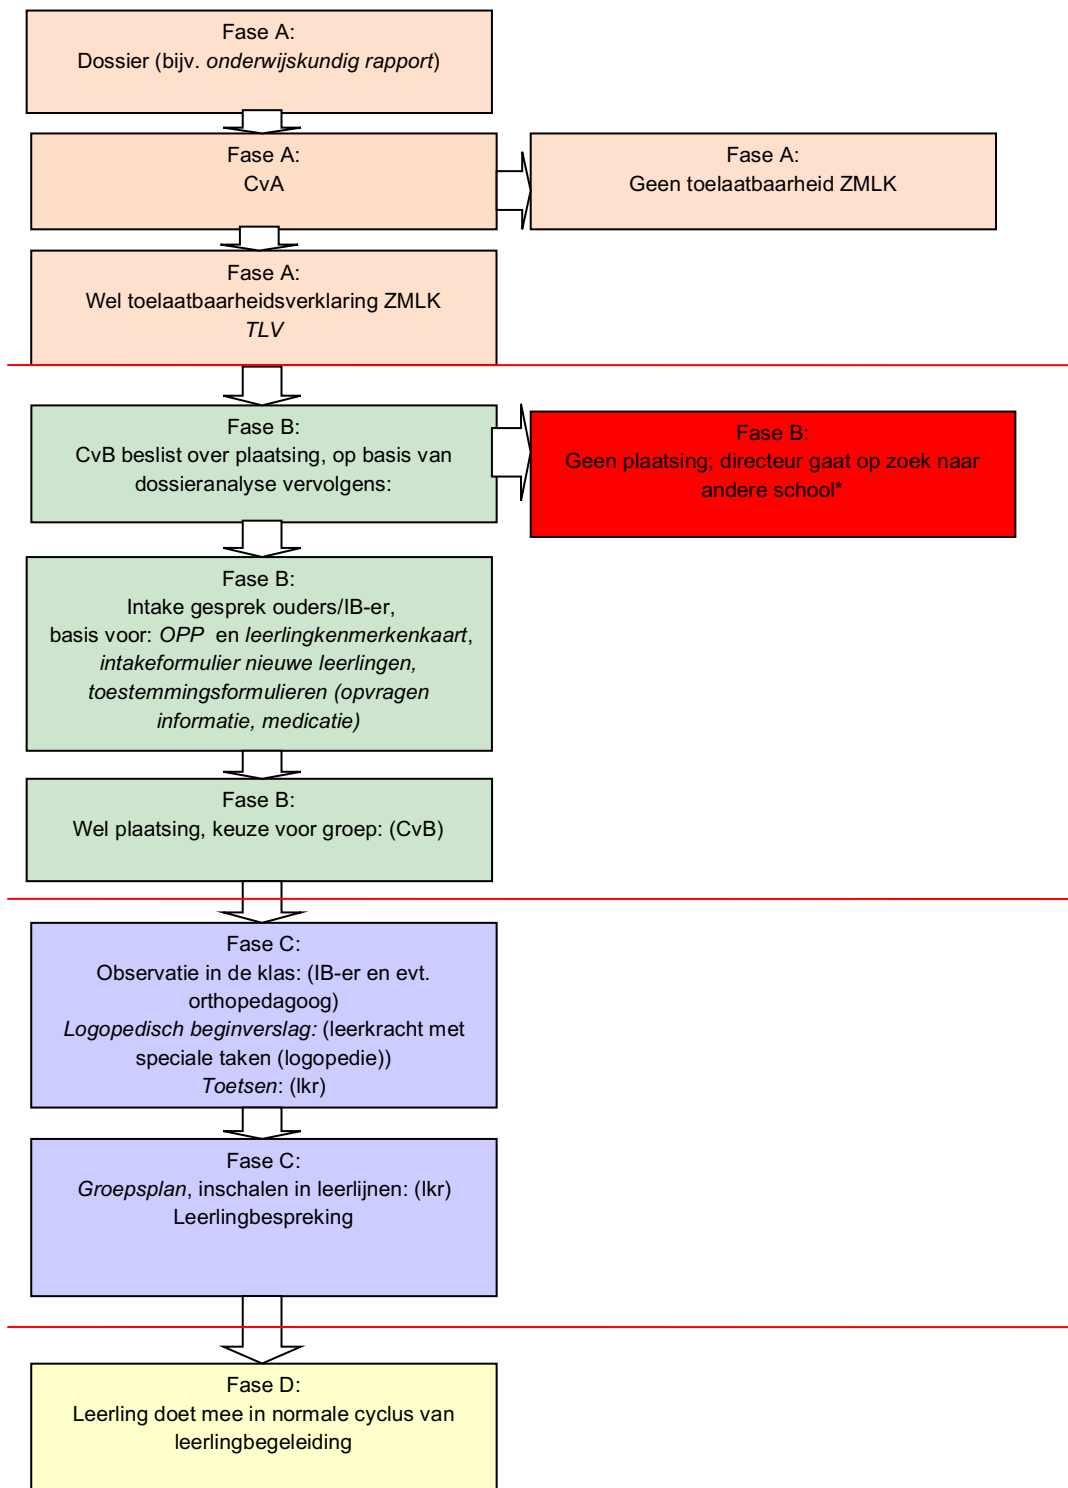 Fase A:
Dossier (bijv. onderwijskundig rapport)
Fase A:
CvA
Fase A:
Geen toelaatbaarheid ZMLK
Fase A:
Wel toelaatbaarheidsverklaring ZMLK
TLV
Fase B:
CvB beslist over plaatsing, op basis van
dossieranalyse vervolgens:
Fase B:
Geen plaatsing; directeur gaat op zoek naar
andere school*
Fase B:
Intake gesprek ouders/IB-er,
basis voor: OPP en leerlingkenmerkenkaart,
intakeformulier nieuwe leerlingen,
toestemmingsformulieren (opvragen
informatie, medicatie)
Fase B:
Wel plaatsing, keuze voor groep: (CvB)
Fase C:
Observatie in de klas: (IB-er en evt.
orthopedagoog)
Logopedisch beginverslag: (leerkracht met
speciale taken (logopedie))
Toetsen: (lkr)
Fase C:
Groepsplan, inschalen in leerlijnen: (lkr)
Leerlingbespreking
Fase D:
Leerling doet mee in normale cyclus van
leerlingbegeleiding